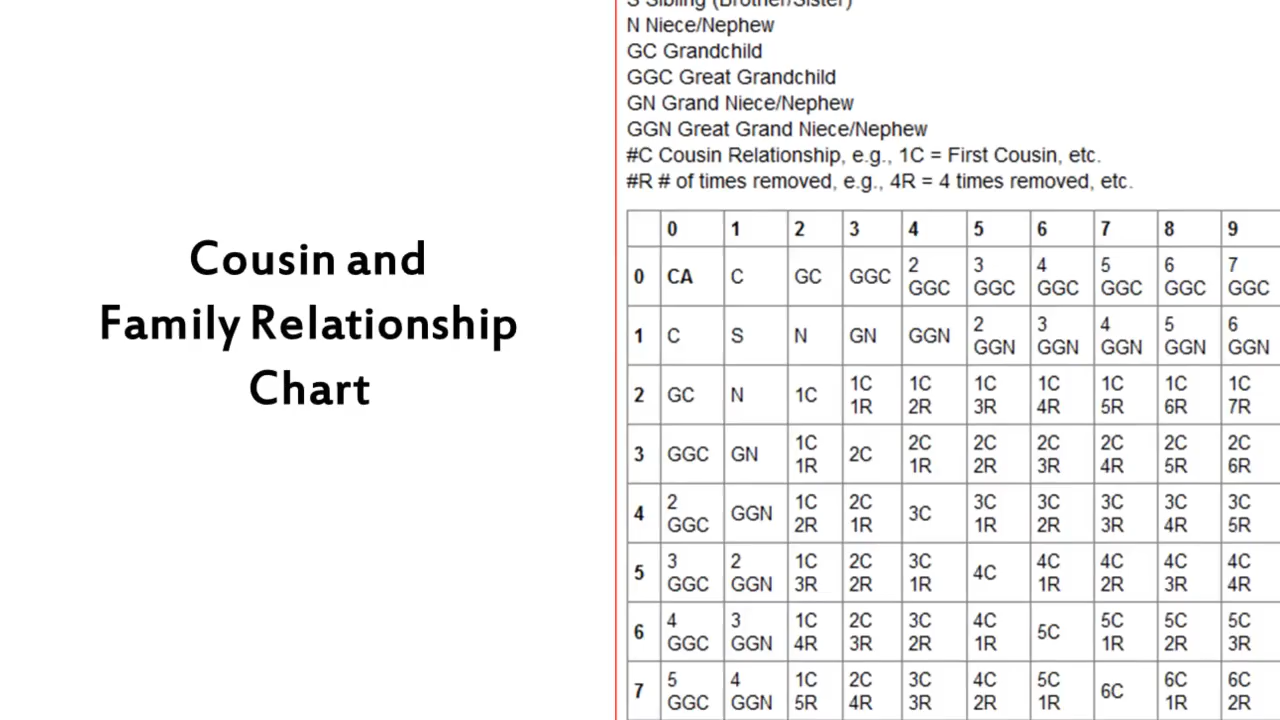 Cousin and
Family Relationship
Chart
S Sibling (Brother/Sister)
N Niece/Nephew
GC Grandchild
GGC Great Grandchild
GN Grand Niece/Nephew
GGN Great Grand Niece/Nephew
#C Cousin Relationship, e.g., 1C = First Cousin, etc.
#R # of times removed, e.g., 4R = 4 times removed, etc.
0 1 2 3 4 5 6 7 8 9
0 CA C GC GGC 2 GGC 3 GGC 4 GGC 5 GGC 6 GGC 7 GGC
1 C S N GN GGN 2 GGN 3 GGN 4 GGN 5 GGN 6 GGN
2 GC N 1C 1C 1R 1C 2R 1C 3R 1C 4R 1C 5R 1C 6R 1C 7R
3 GGC GN 1C 1R 2C 2C 1R 2C 2R 2C 3R 2C 4R 2C 5R 2C 6R
4 2 GGC GGN 1C 2R 2C 1R 3C 3C 1R 3C 2R 3C 3R 3C 4R 3C 5R
5 3 GGC 2 GGN 1C 3R 2C 2R 3C 1R 4C 4C 1R 4C 2R 4C 3R 4C 4R
6 4 GGC 3 GGN 1C 4R 2C 3R 3C 2R 4C 1R 5C 5C 1R 5C 2R 5C 3R
7 5 GGC 4 GGN 1C 5R 2C 4R 3C 3R 4C 2R 5C 1R 6C 6C 1R 6C 2R